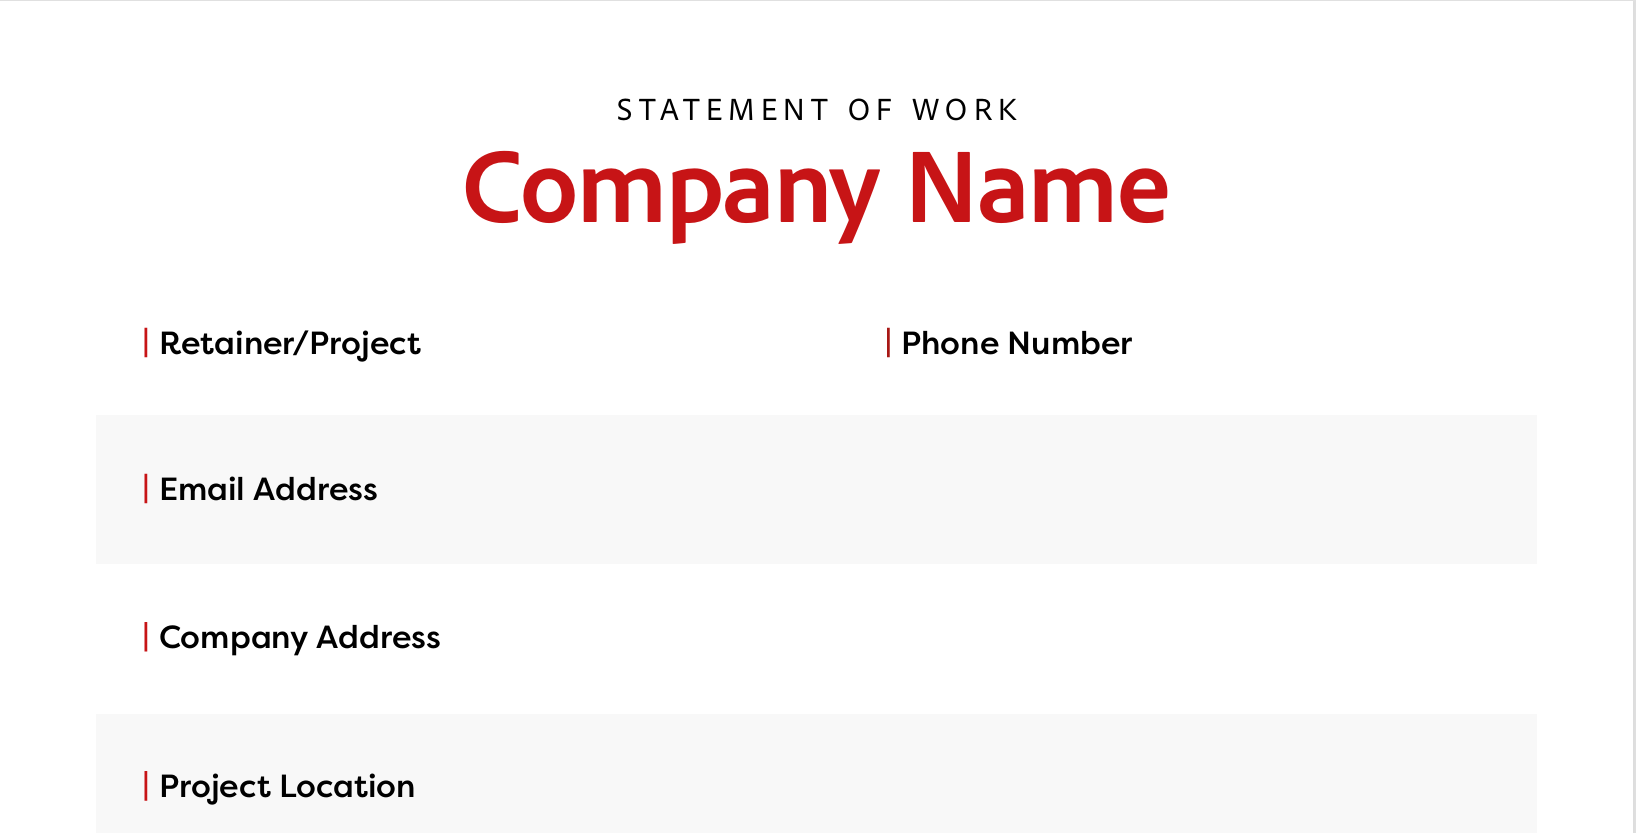 STATEMENT OF WORK
Company Name
| Retainer/Project | Phone Number
| Email Address
| Company Address
| Project Location